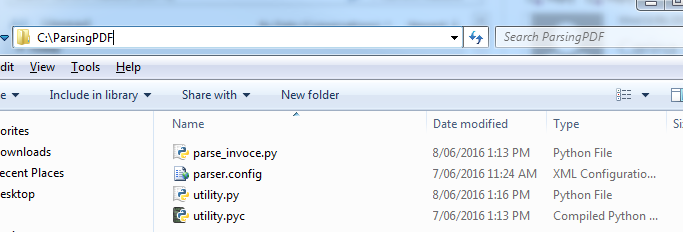 C:\ParsingPDF Search ParsingPDF
dit View Tools Help
e Include in library Share with New folder
Name Date modified Type Si
vorites
parse_invoce.py 8/06/2016 1:13 PM Python File
ownloads
parser.config 7/06/2016 11:24 AM XML Configuratio...
ecent Places
utility.py 8/06/2016 1:16 PM Python File
esktop
utility.pyc 7/06/2016 1:13 PM Compiled Python ...